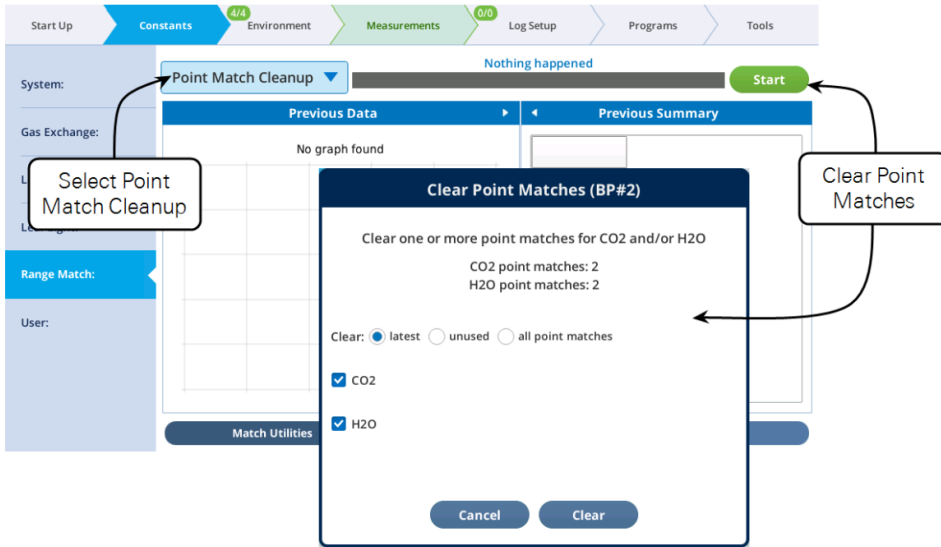 4/4
0/0
Start Up
Constants
Environment
Measurements
Log Setup
Programs
Tools
System:
Gas Exchange:
Range Match:
User:
Point Match Cleanup
Nothing happened
Start
Previous Data
Previous Summary
No graph found
Select Point
Match Cleanup
Clear Point
Matches
Clear Point Matches (BP#2)
Clear one or more point matches for CO2 and/or H2O
CO2 point matches: 2
H2O point matches: 2
Clear:
latest
unused
all point matches
CO2
H2O
Match Utilities
Cancel
Clear